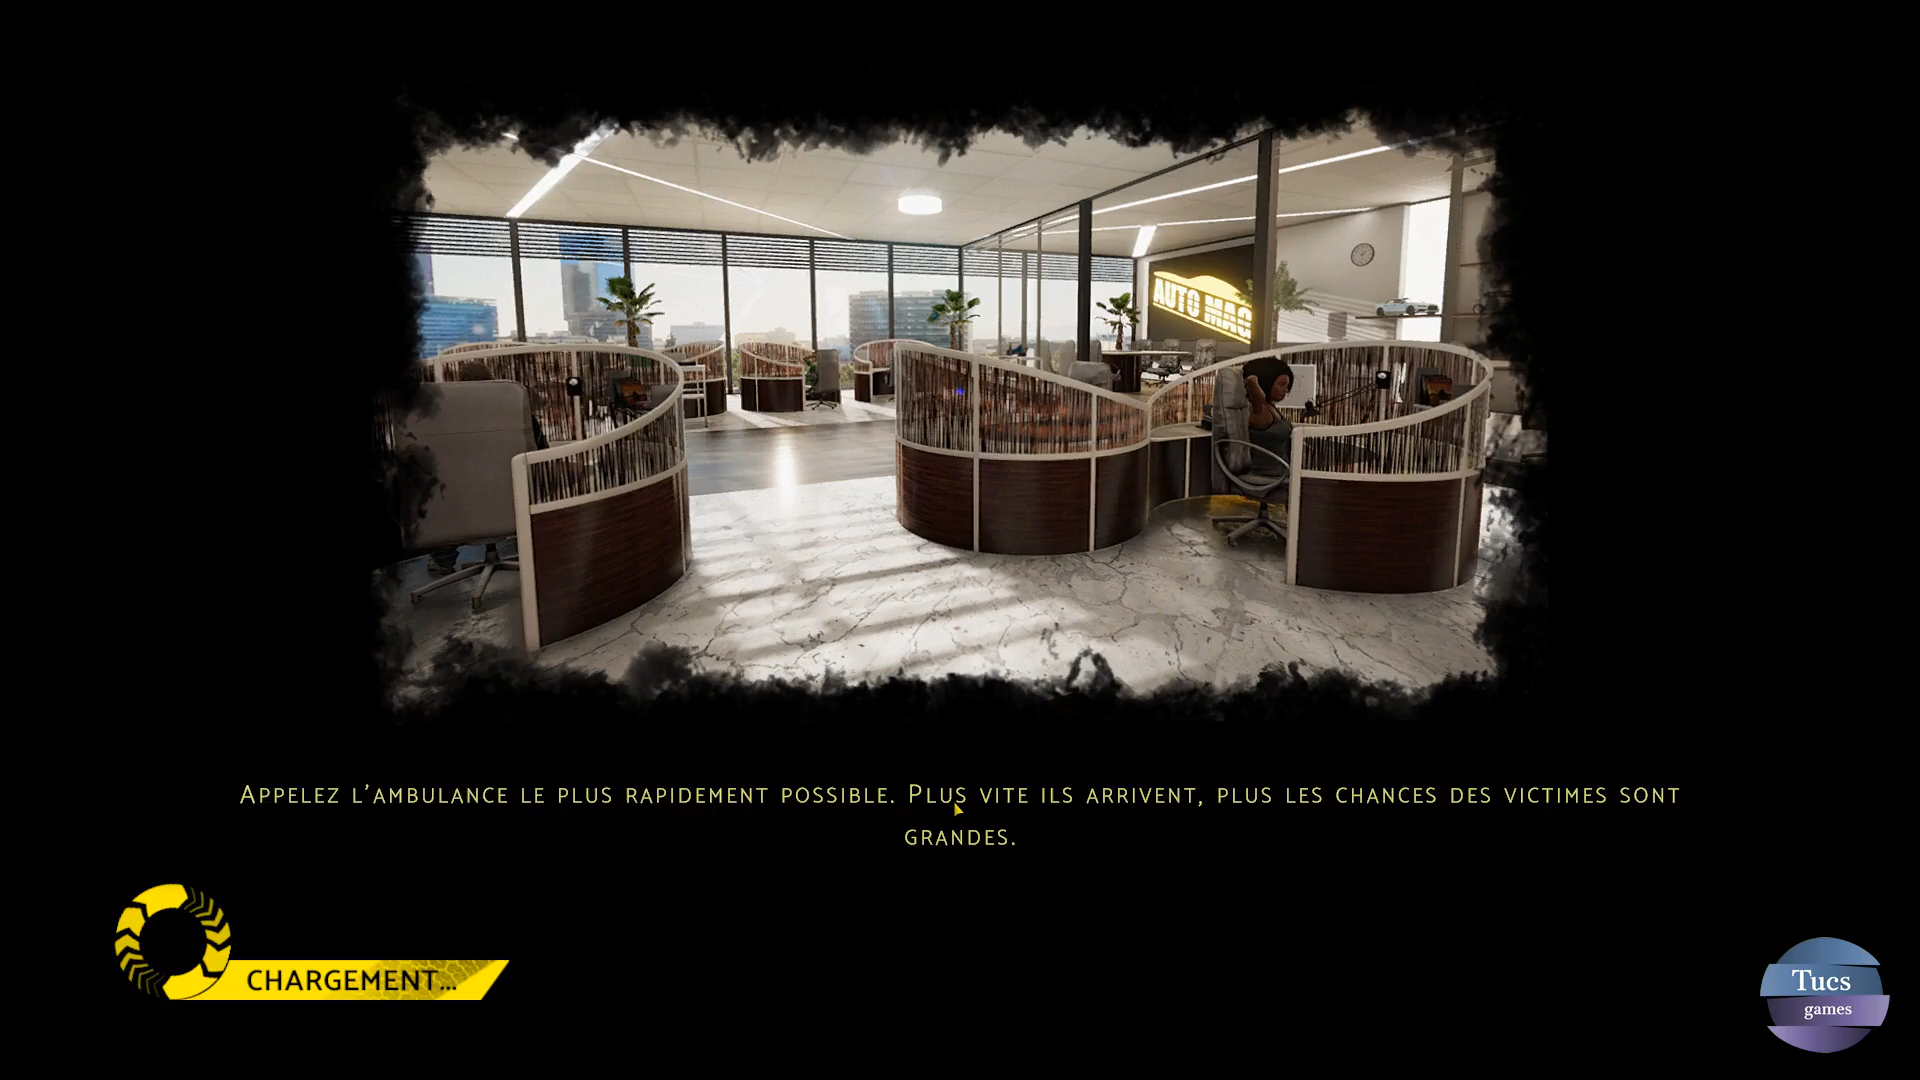 AUTO MAG
APPELEZ L'AMBULANCE LE PLUS RAPIDEMENT POSSIBLE. PLUS VITE ILS ARRIVENT, PLUS LES CHANCES DES VICTIMES SONT
GRANDES.
CHARGEMENT...
Tucs
games